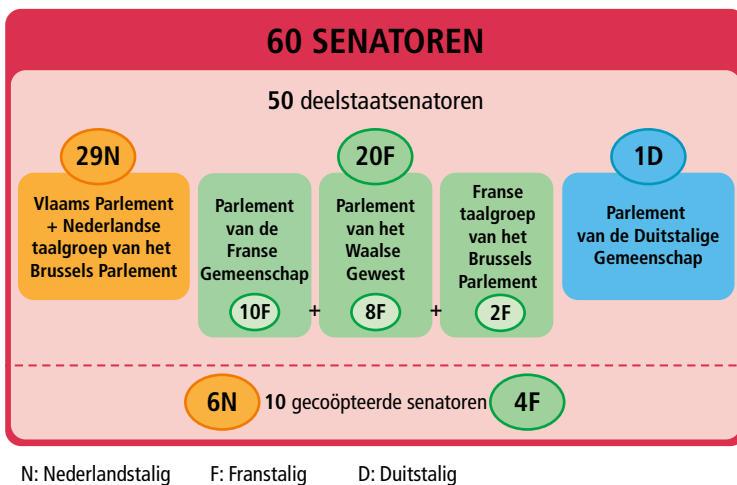 60 SENATOREN
50 deelstaatsenatoren
29N
Vlaams Parlement
+ Nederlandse
taalgroep van het
Brussels Parlement
20F
Parlement
van de
Franse
Gemeenschap
10F
+
Parlement
van het
Waalse
Gewest
8F
+
Franse
taalgroep
van het
Brussels
Parlement
2F
1D
Parlement
van de Duitstalige
Gemeenschap
6N
10 gecoöpteerde senatoren
4F
N: Nederlandstalig F: Franstalig D: Duitstalig